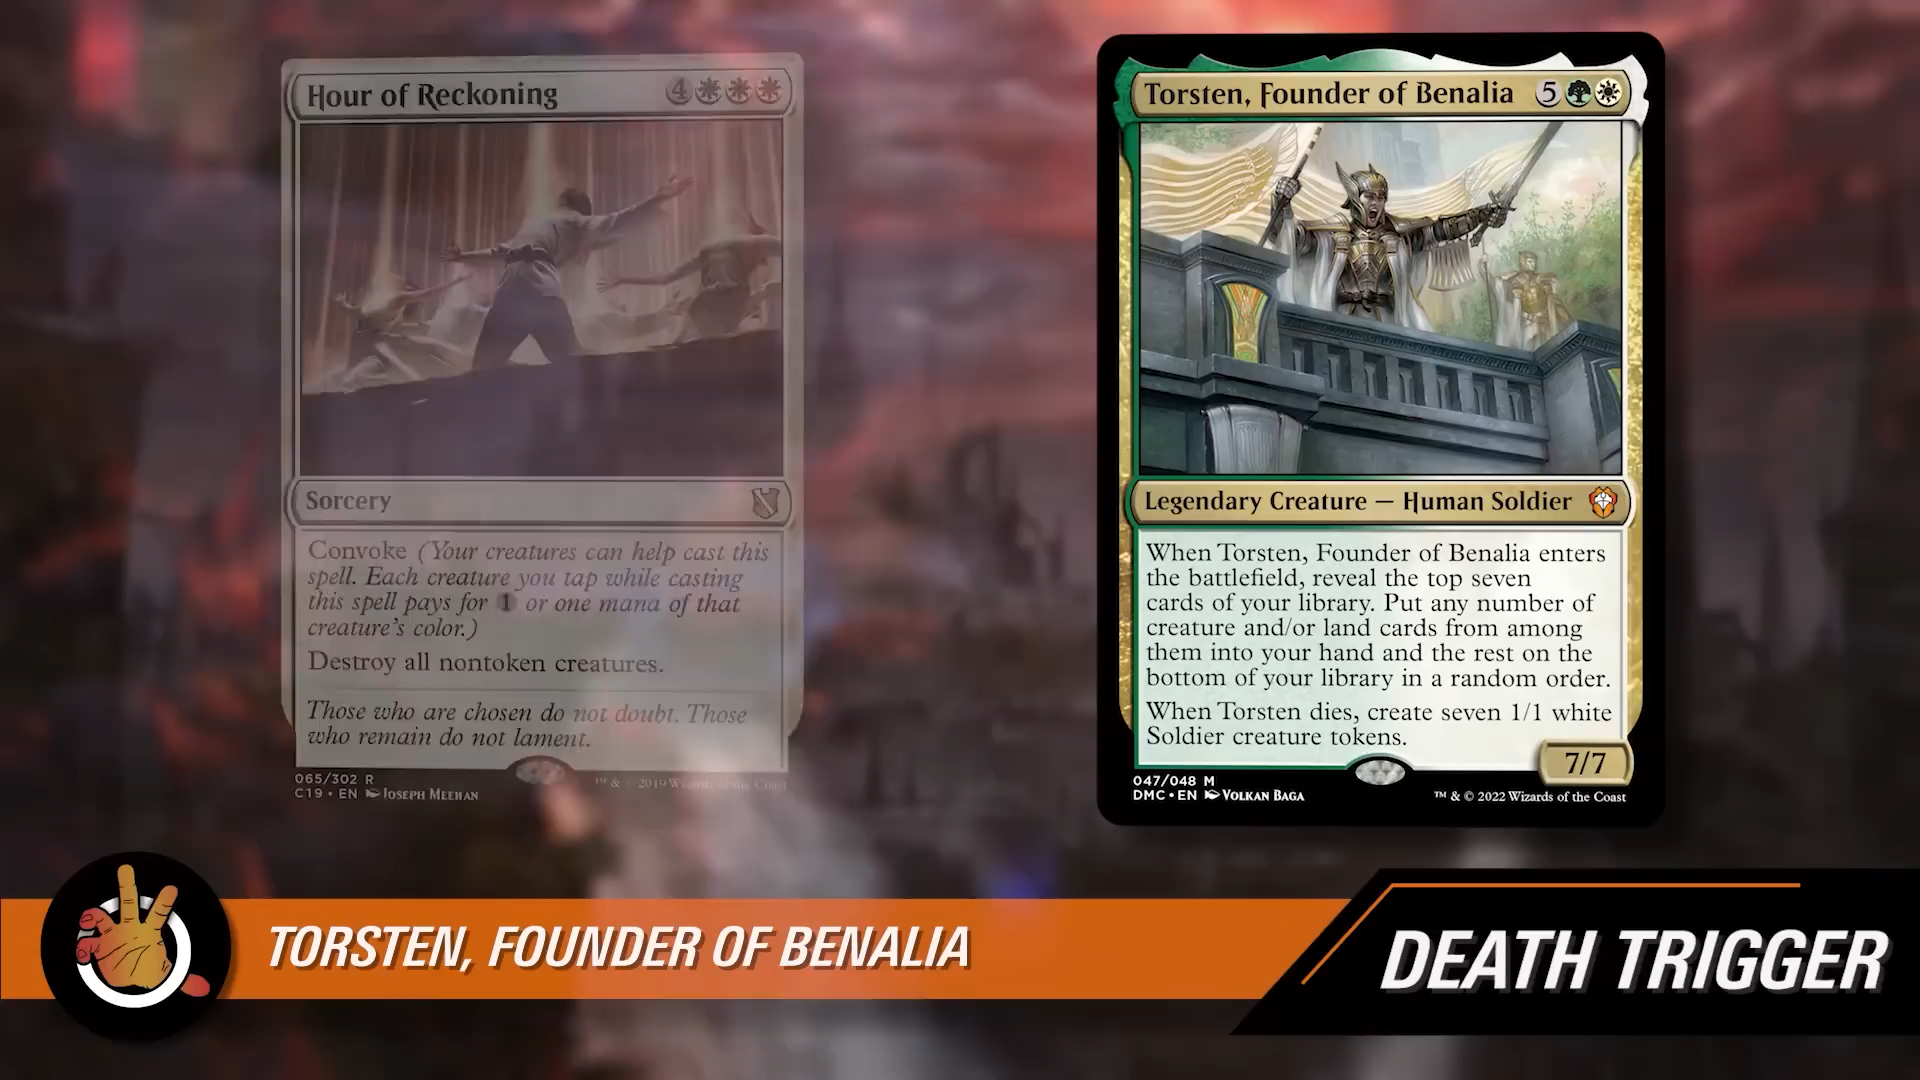 Hour of Reckoning 4
Sorcery
Convoke (Your creatures can help cast this
spell. Each creature you tap while casting
this spell pays for 1 or one mana of that
creature's color.)
Destroy all nontoken creatures.
Those who are chosen do not doubt. Those
who remain do not lament.
065/302 R
C19 • EN Joseph Meehan
™ & © 2019 Wizards of the Coast
Torsten, Founder of Benalia 5
Legendary Creature — Human Soldier
When Torsten, Founder of Benalia enters
the battlefield, reveal the top seven
cards of your library. Put any number of
creature and/or land cards from among
them into your hand and the rest on the
bottom of your library in a random order.
When Torsten dies, create seven 1/1 white
Soldier creature tokens.
7/7
047/048 M
DMC • EN Volkan Baga
™ & © 2022 Wizards of the Coast
TORSTEN, FOUNDER OF BENALIA
DEATH TRIGGER